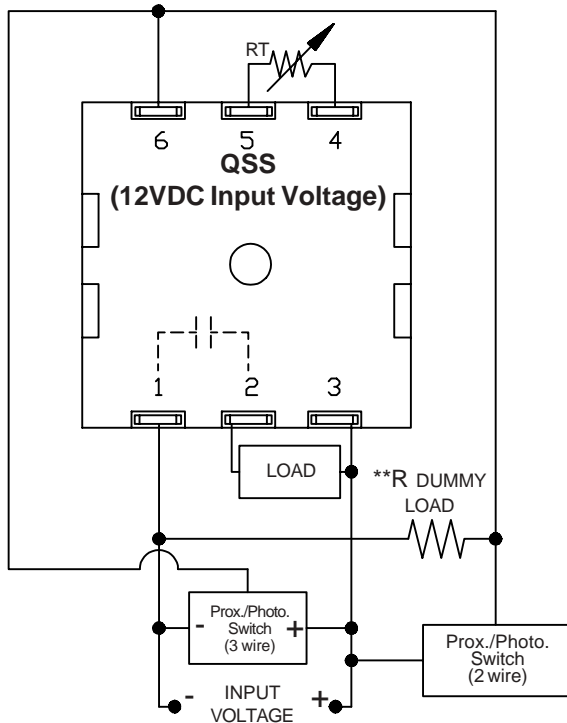 RT
6 5 4
QSS
(12VDC Input Voltage)
1 2 3
LOAD
**R DUMMY
LOAD
- Prox./Photo. +
Switch
(3 wire)
Prox./Photo.
Switch
(2 wire)
- INPUT +
VOLTAGE